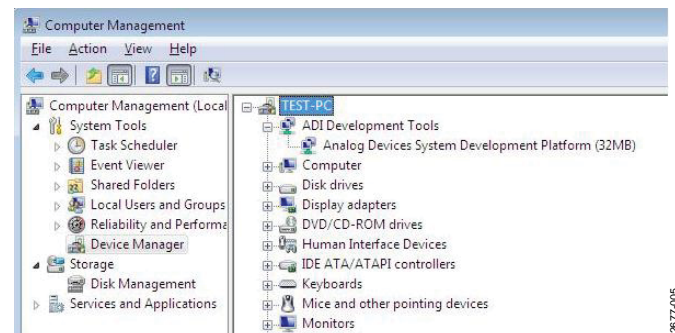 Computer Management
File Action View Help
Computer Management (Local
System Tools
Task Scheduler
Event Viewer
Shared Folders
Local Users and Groups
Reliability and Performa
Device Manager
Storage
Disk Management
Services and Applications
TEST-PC
ADI Development Tools
Analog Devices System Development Platform (32MB)
Computer
Disk drives
Display adapters
DVD/CD-ROM drives
Human Interface Devices
IDE ATA/ATAPI controllers
Keyboards
Mice and other pointing devices
Monitors